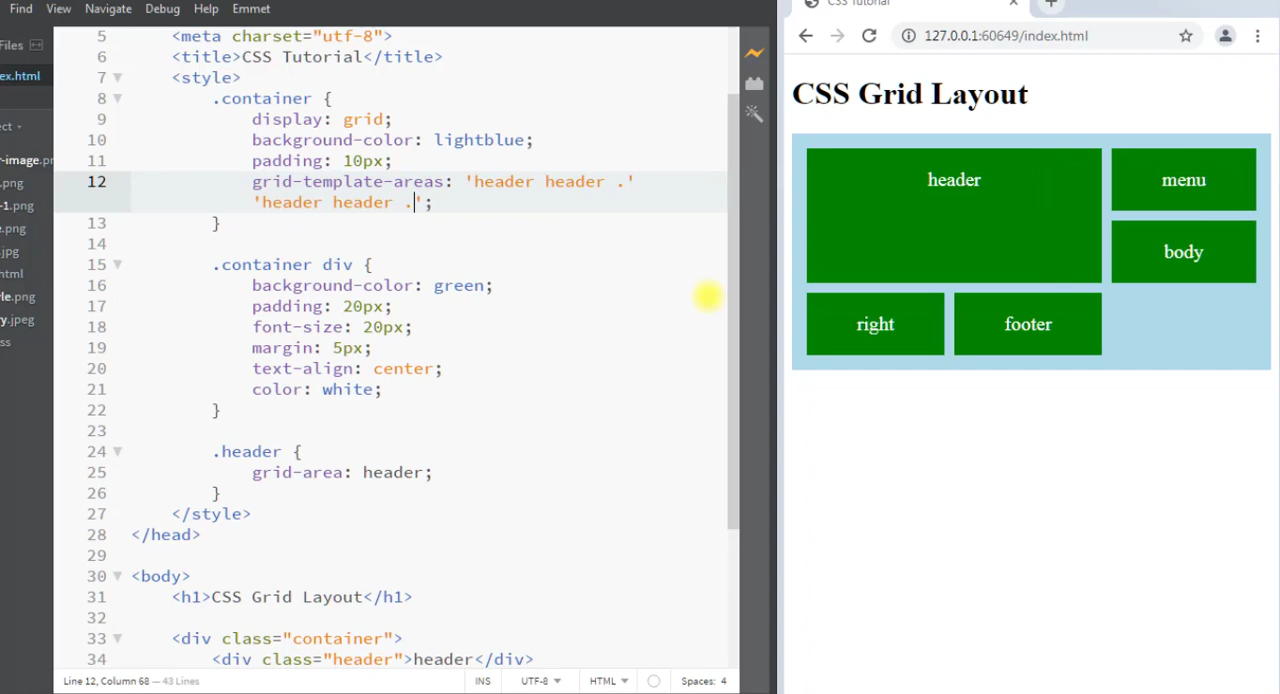 Find View Navigate Debug Help Emmet
CSS Tutorial
Files
127.0.0.1:60649/index.html
ex.html
ect
r-image.pn
.png
-1.png
e.png
.jpg
html
le.png
ry.jpeg
ss
5 <meta charset="utf-8">
6 <title>CSS Tutorial</title>
7 <style>
8 .container {
9 display: grid;
10 background-color: lightblue;
11 padding: 10px;
12 grid-template-areas: 'header header .'
'header header .';
13 }
14
15 .container div {
16 background-color: green;
17 padding: 20px;
18 font-size: 20px;
19 margin: 5px;
20 text-align: center;
21 color: white;
22 }
23
24 .header {
25 grid-area: header;
26 }
27 </style>
28 </head>
29
30 <body>
31 <h1>CSS Grid Layout</h1>
32
33 <div class="container">
34 <div class="header">header</div>
Line 12, Column 68 — 43 Lines
INS UTF-8 HTML Spaces: 4
CSS Grid Layout
header menu
body
right footer